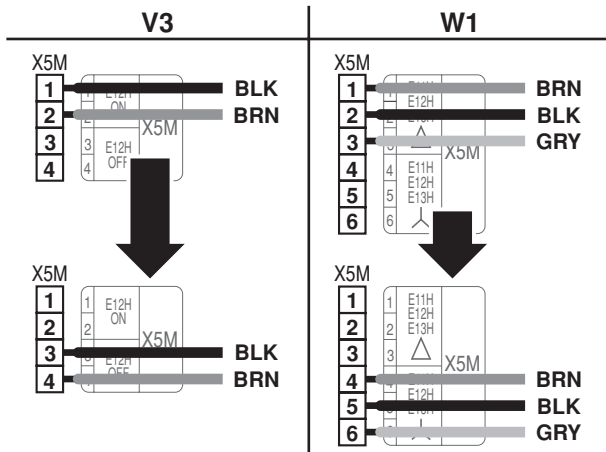 V3
W1
X5M
1 1 BLK
ON
2 BRN
X5M
3 3 E12H
OFF
4 4
X5M
1 1 E12H
ON
2 2
X5M
3 BLK
E12H
4 BRN
X5M
1 BRN
E12H
2 BLK
3 GRY
X5M
4 4 E11H
E12H
5 5 E13H
6 6
X5M
1 1 E11H
E12H
2 2 E13H
3 3
X5M
4 BRN
E12H
5 BLK
6 GRY